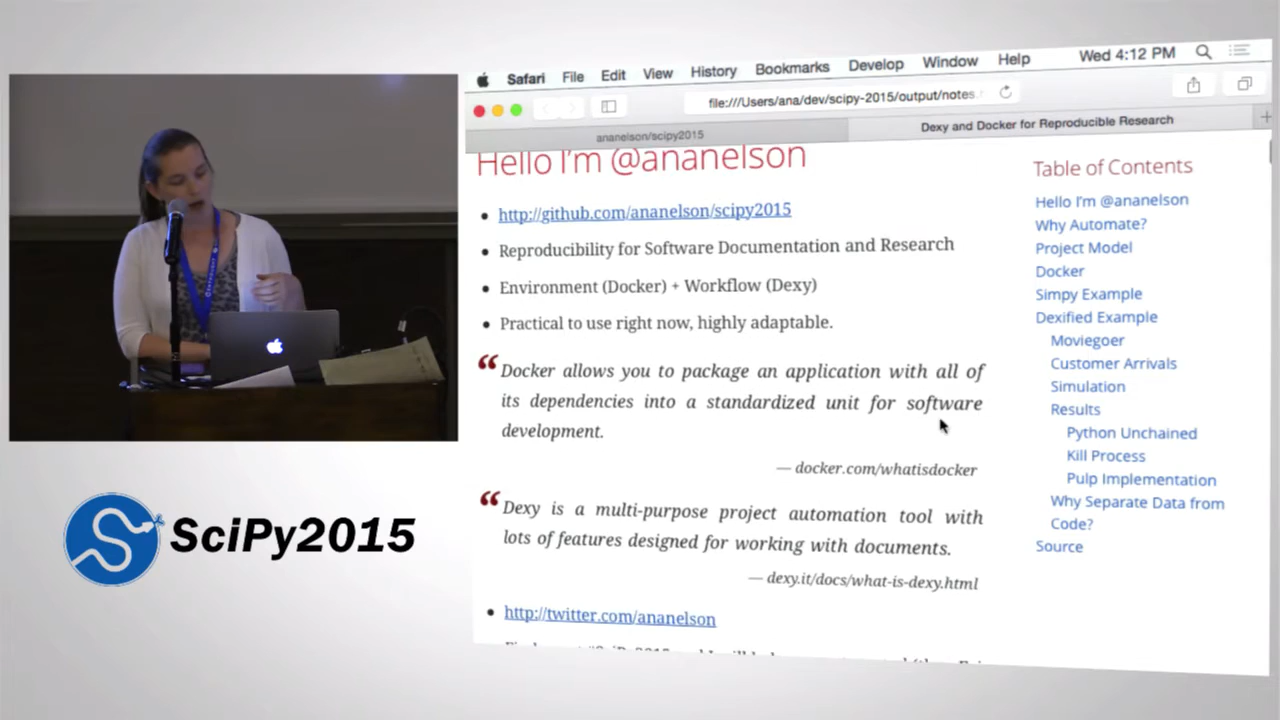 Safari File Edit View History Bookmarks Develop Window Help Wed 4:12 PM
file:///Users/ana/dev/scipy-2015/output/notes.
ananelson/scipy2015
Dexy and Docker for Reproducible Research
Hello I'm @ananelson
http://github.com/ananelson/scipy2015
Reproducibility for Software Documentation and Research
Environment (Docker) + Workflow (Dexy)
Practical to use right now, highly adaptable.
“ Docker allows you to package an application with all of
its dependencies into a standardized unit for software
development.
— docker.com/whatisdocker
“ Dexy is a multi-purpose project automation tool with
lots of features designed for working with documents.
— dexy.it/docs/what-is-dexy.html
http://twitter.com/ananelson
Table of Contents
Hello I'm @ananelson
Why Automate?
Project Model
Docker
Simpy Example
Dexified Example
Moviegoer
Customer Arrivals
Simulation
Results
Python Unchained
Kill Process
Pulp Implementation
Why Separate Data from
Code?
Source
SciPy2015